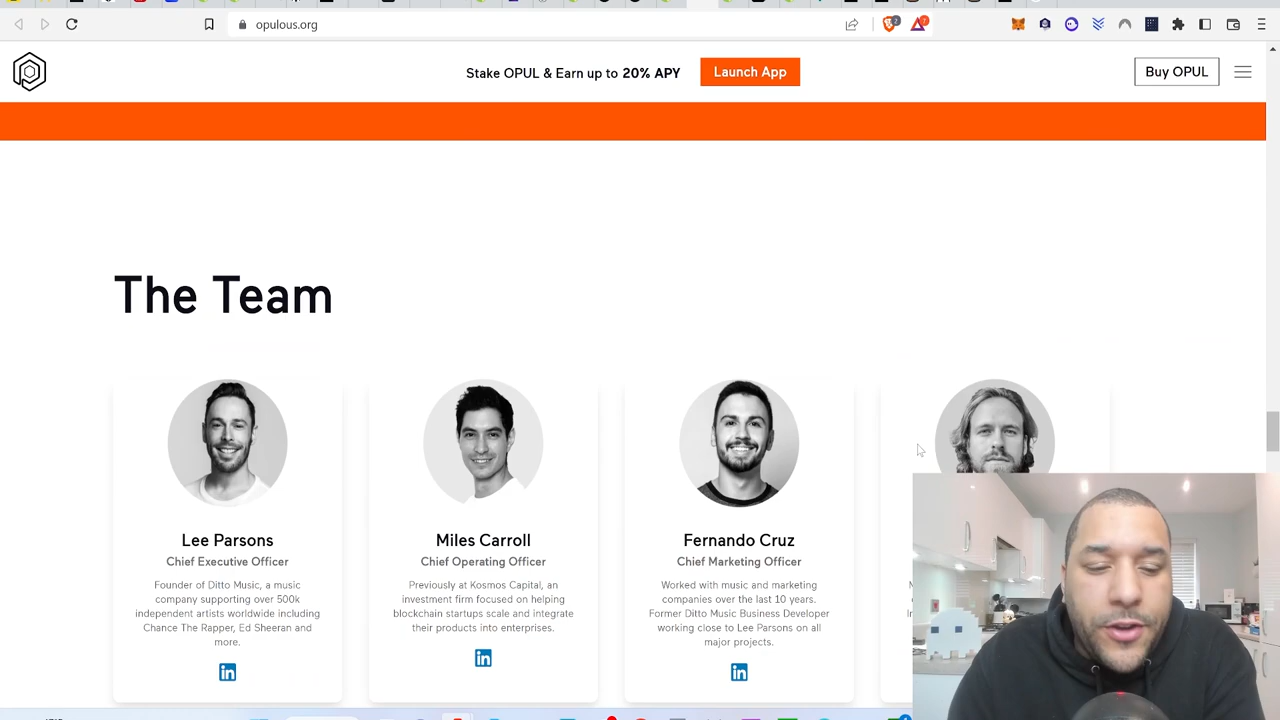 opulous.org
Stake OPUL & Earn up to 20% APY
Launch App
Buy OPUL
The Team
Lee Parsons
Chief Executive Officer
Founder of Ditto Music, a music
company supporting over 500k
independent artists worldwide including
Chance The Rapper, Ed Sheeran and
more.
in
Miles Carroll
Chief Operating Officer
Previously at Kosmos Capital, an
investment firm focused on helping
blockchain startups scale and integrate
their products into enterprises.
in
Fernando Cruz
Chief Marketing Officer
Worked with music and marketing
companies over the last 10 years.
Former Ditto Music Business Developer
working close to Lee Parsons on all
major projects.
in